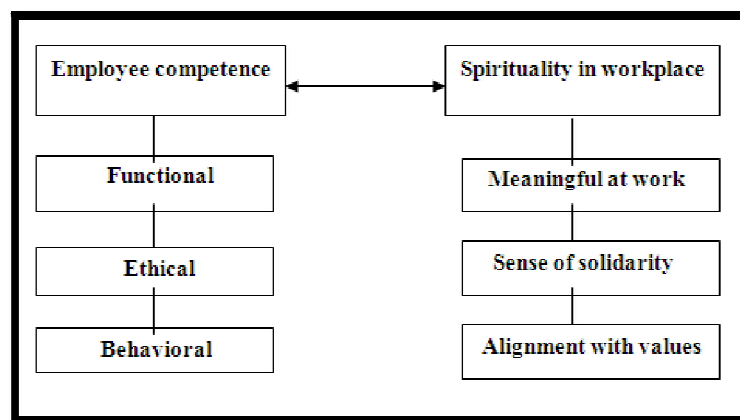 Employee competence
Spirituality in workplace
Functional
Meaningful at work
Ethical
Sense of solidarity
Behavioral
Alignment with values